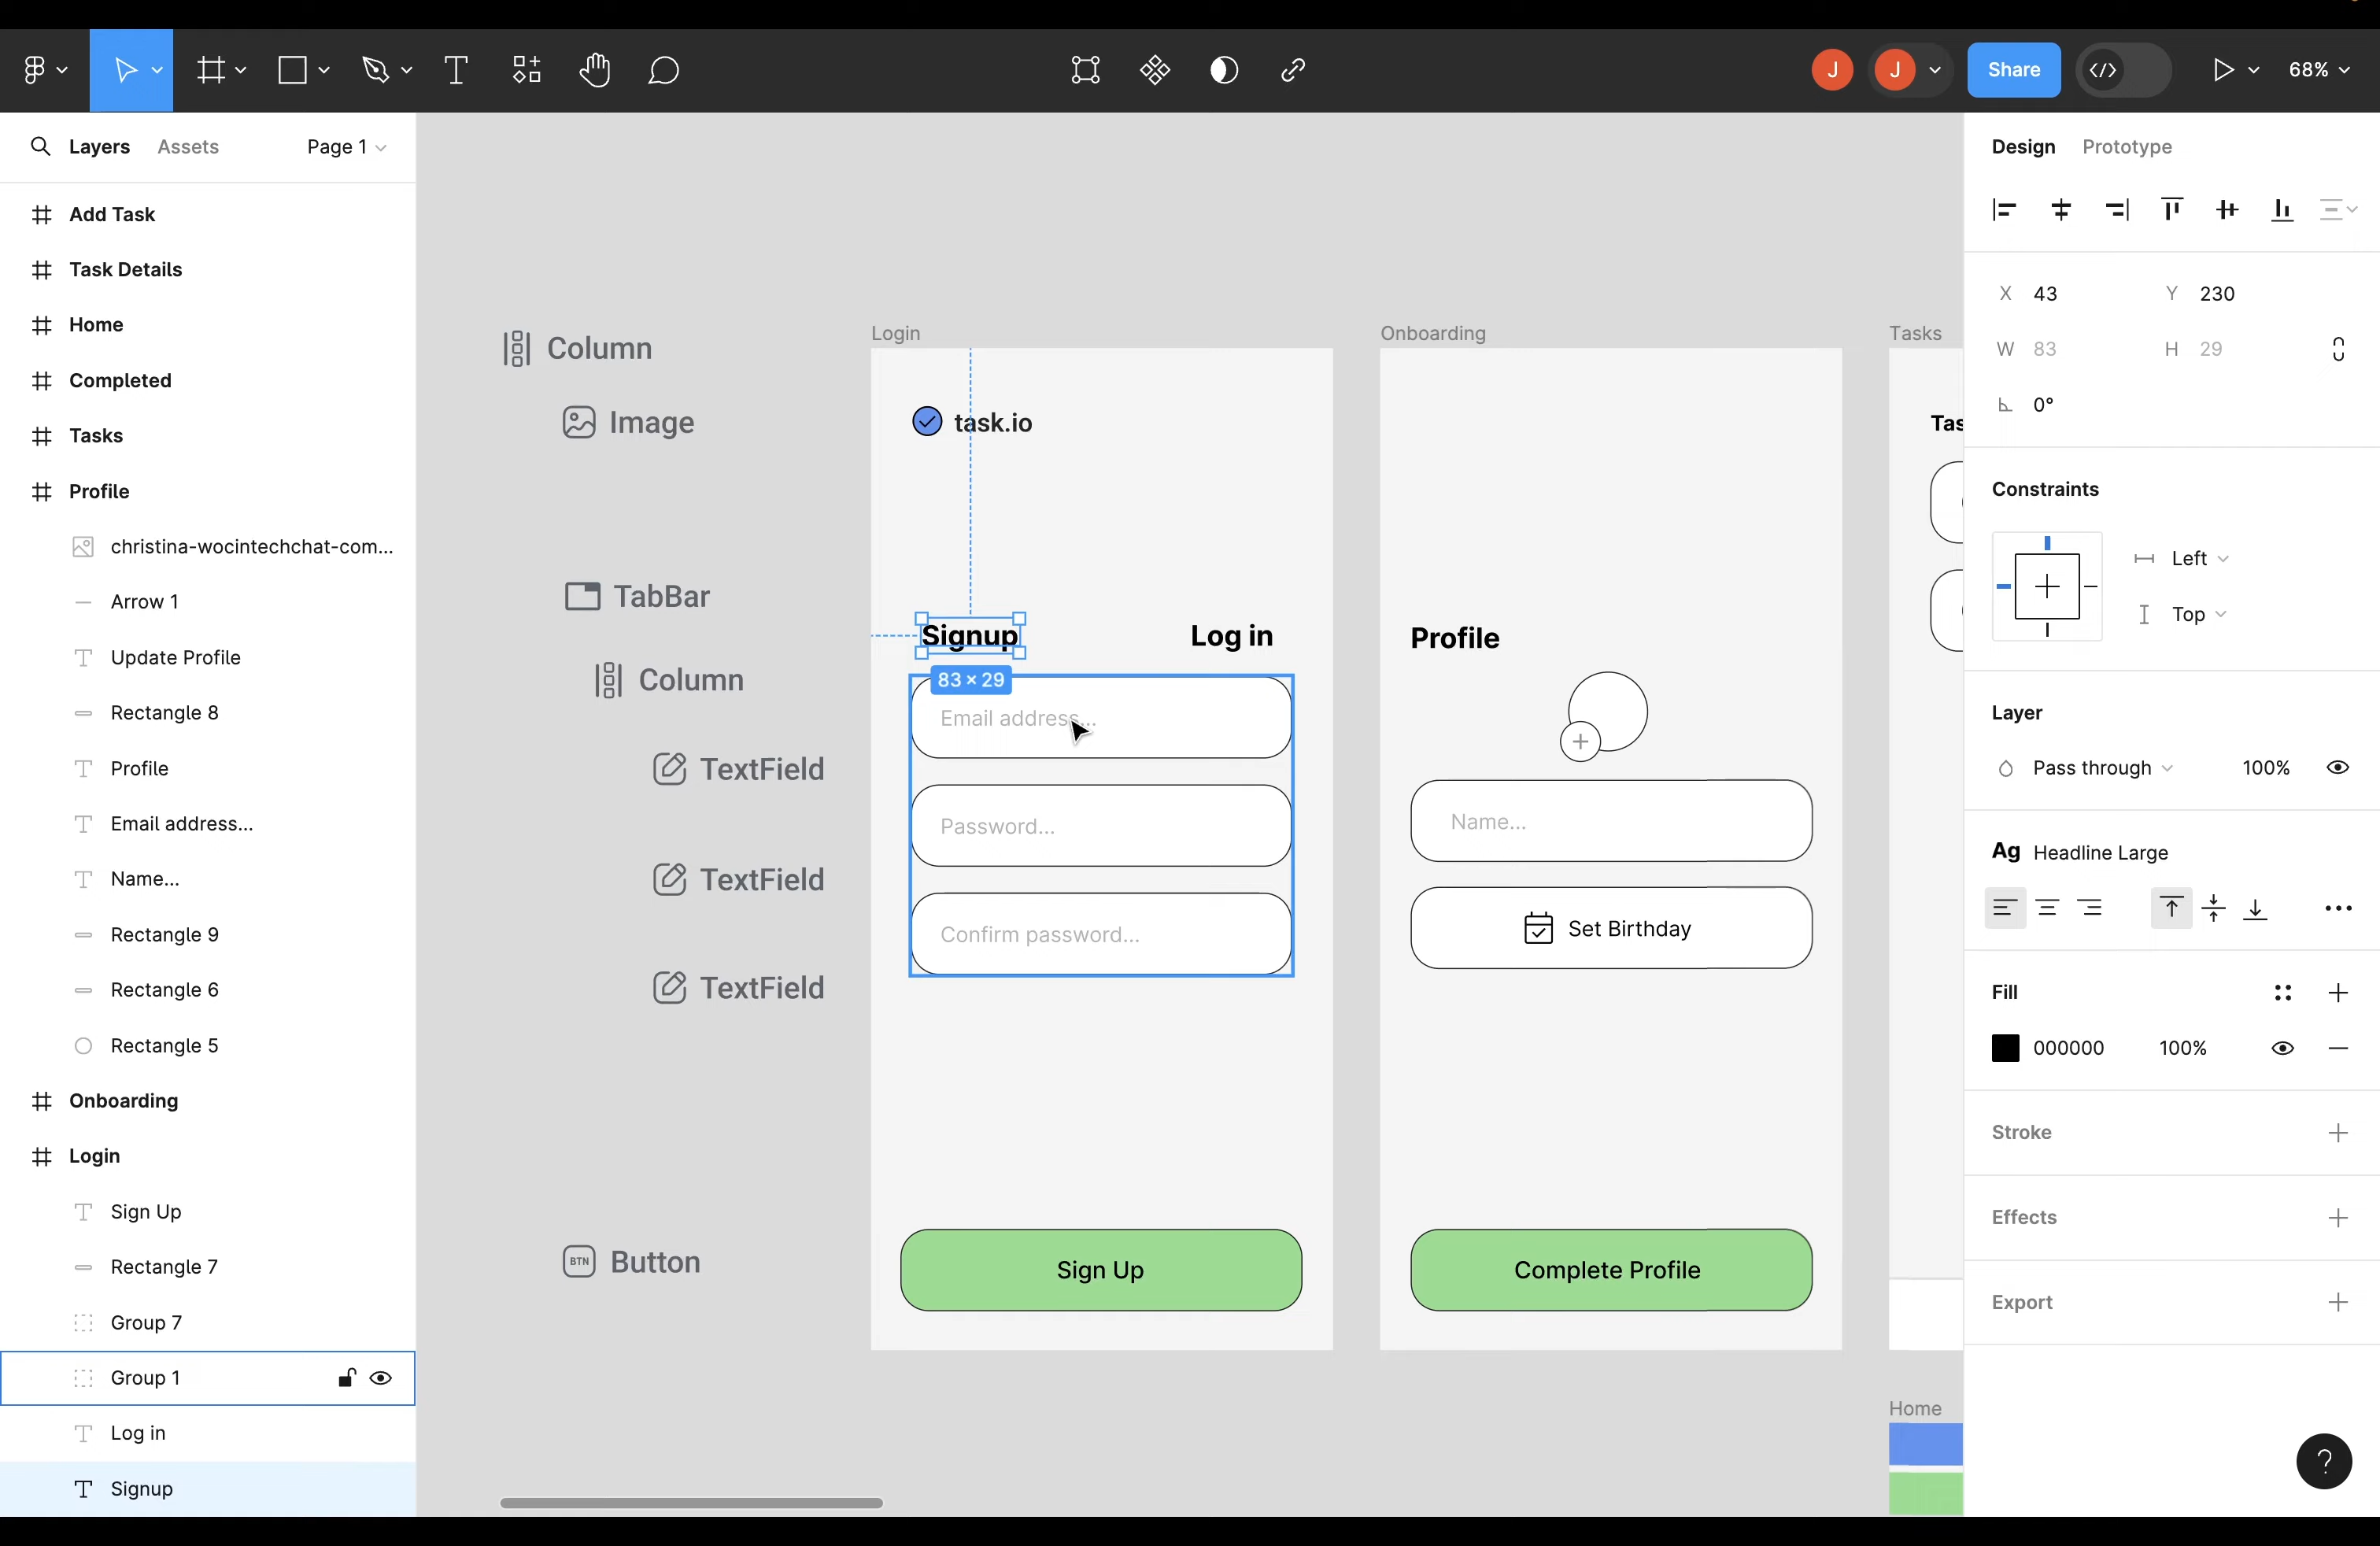 J
J
Share
68%
Layers
Assets
Page 1
Add Task
Task Details
Home
Completed
Tasks
Profile
christina-wocintechchat-com...
Arrow 1
Update Profile
Rectangle 8
Profile
Email address...
Name...
Rectangle 9
Rectangle 6
Rectangle 5
Onboarding
Login
Sign Up
Rectangle 7
Group 7
Group 1
Log in
Signup
Column
Image
TabBar
Column
TextField
TextField
TextField
BTN
Button
Login
task.io
Signup
Log in
83 × 29
Email address...
Password...
Confirm password...
Sign Up
Onboarding
Profile
Name...
Set Birthday
Complete Profile
Tasks
Tas
Home
Design
Prototype
X 43
Y 230
W 83
H 29
0°
Constraints
Left
Top
Layer
Pass through
100%
Ag Headline Large
Fill
000000
100%
Stroke
Effects
Export
?